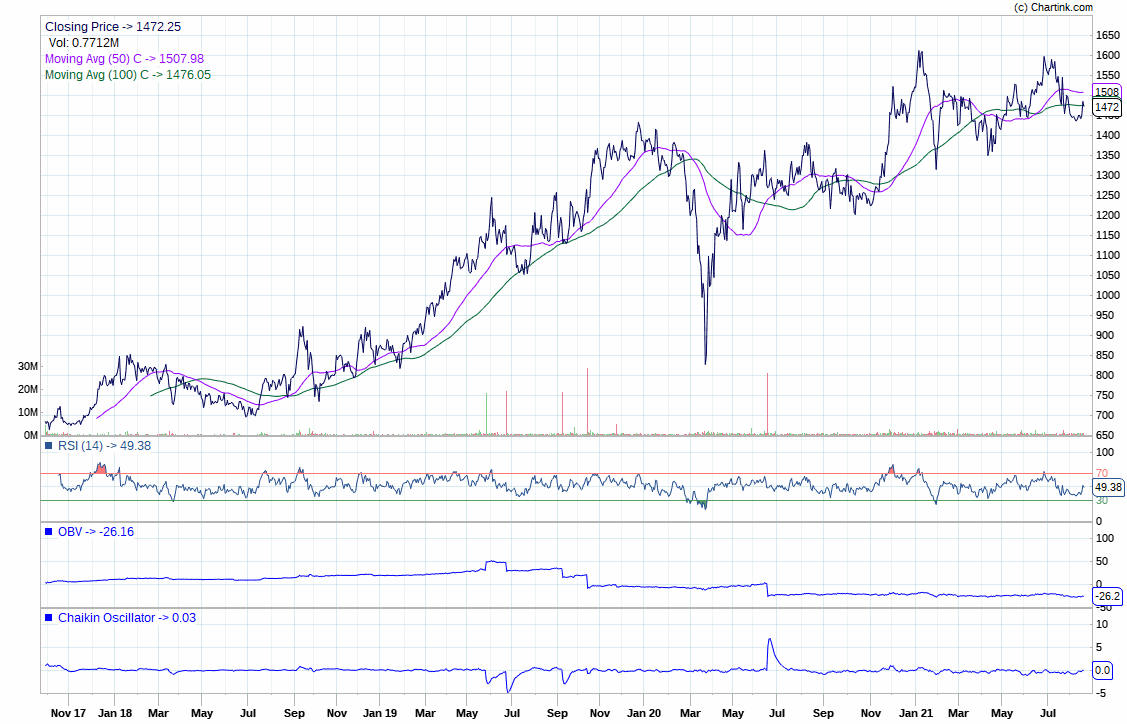 (c) Chartink.com
Closing Price -> 1472.25
Vol: 0.7712M
Moving Avg (50) C -> 1507.98
Moving Avg (100) C -> 1476.05
1650
1600
1550
1508
1472
1400
1350
1300
1250
1200
1150
1100
1050
1000
950
900
850
800
750
700
650
30M
20M
10M
0M
RSI (14) -> 49.38
100
70
49.38
30
0
OBV -> -26.16
100
50
0
-26.2
-50
Chaikin Oscillator -> 0.03
10
5
0.0
-5
Nov 17 Jan 18 Mar May Jul Sep Nov Jan 19 Mar May Jul Sep Nov Jan 20 Mar May Jul Sep Nov Jan 21 Mar May Jul